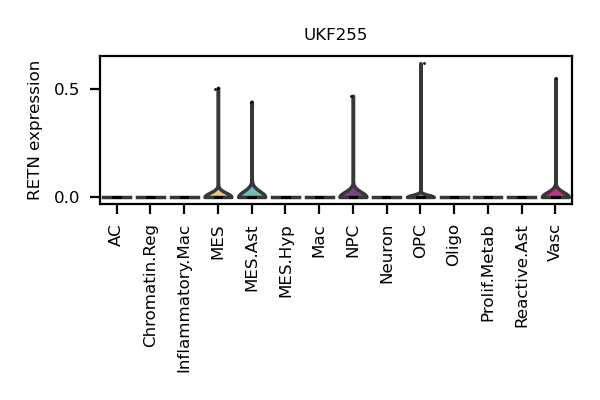 UKF255
RETN expression
0.5
0.0
AC
Chromatin.Reg
Inflammatory.Mac
MES
MES.Ast
MES.Hyp
Mac
NPC
Neuron
OPC
Oligo
Prolif.Metab
Reactive.Ast
Vasc